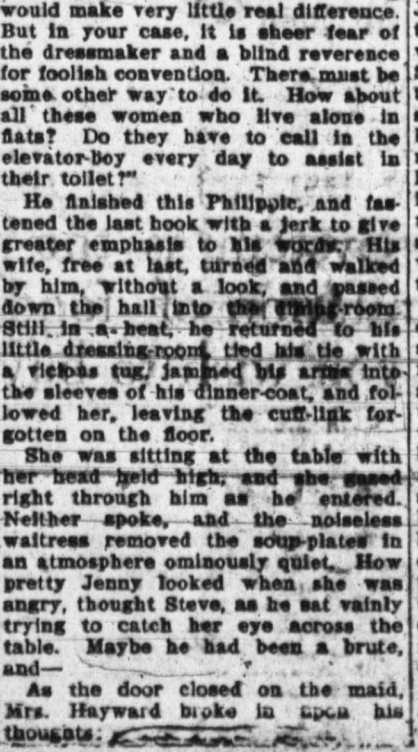 would make very little real difference.
But in your case, it is sheer fear of
the dressmaker and a blind reverence
for foolish convention. There must be
some other way to do it. How about
all these women who live alone in
flats? Do they have to call in the
elevator-boy every day to assist in
their toilet?"
He finished this Philippic, and fas-
tened the last hook with a jerk to give
greater emphasis to his words. His
wife, free at last, turned and walked
by him, without a look, and passed
down the hall into the dining-room.
Still in a heat, he returned to his
little dressing-room, tied his tie with
a vicious tug, jammed his arms into
the sleeves of his dinner-coat, and fol-
lowed her, leaving the cuff-link for-
gotten on the floor.
She was sitting at the table with
her head held high, and she gazed
right through him as he entered.
Neither spoke, and the noiseless
waitress removed the soup-plates in
an atmosphere ominously quiet. How
pretty Jenny looked when she was
angry, thought Steve, as he sat vainly
trying to catch her eye across the
table. Maybe he had been a brute,
and—
As the door closed on the maid,
Mrs. Hayward broke in upon his
thoughts: